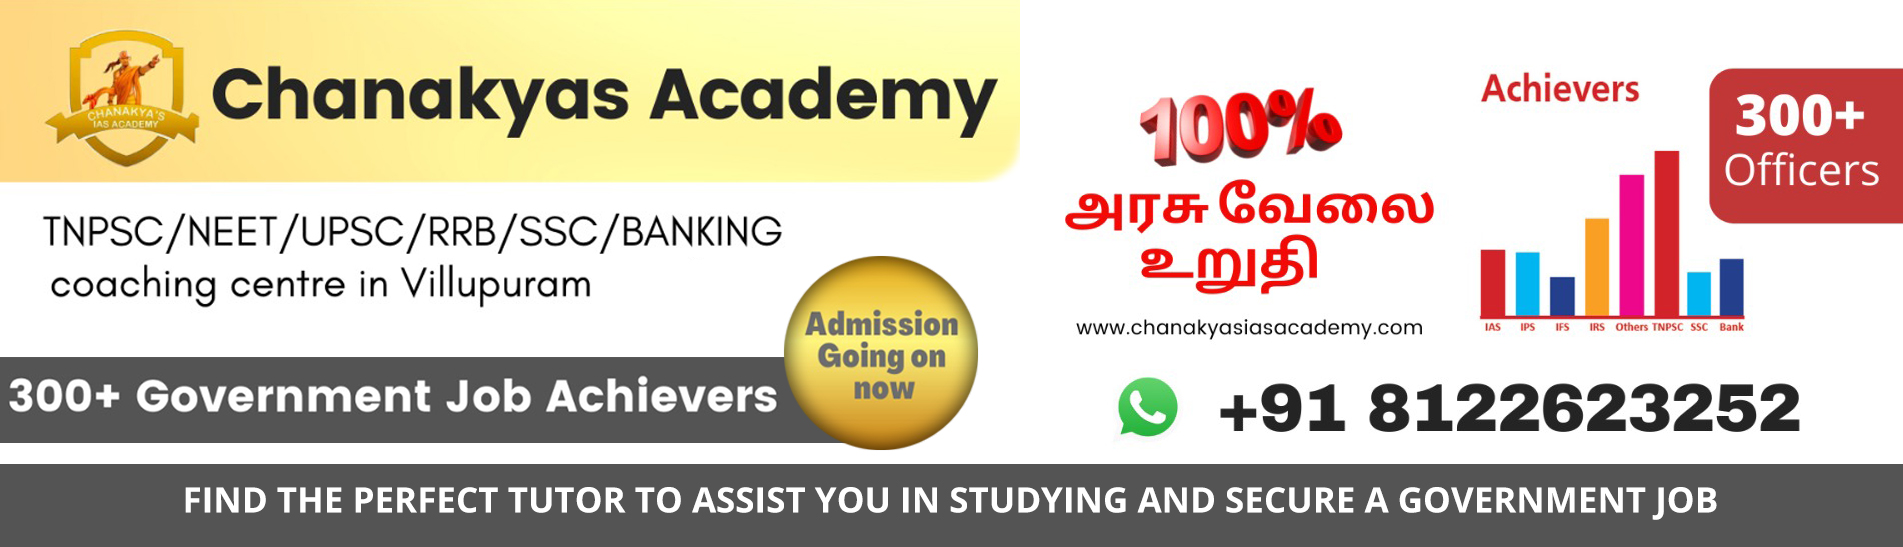 CHANAKYA'S
IAS ACADEMY
Chanakyas Academy
TNPSC/NEET/UPSC/RRB/SSC/BANKING
coaching centre in Villupuram
Admission
Going on
now
300+ Government Job Achievers
100%
அரசு வேலை
உறுதி
www.chanakyasiasacademy.com
Achievers
300+
Officers
IAS IPS IFS IRS Others TNPSC SSC Bank
+91 8122623252
FIND THE PERFECT TUTOR TO ASSIST YOU IN STUDYING AND SECURE A GOVERNMENT JOB